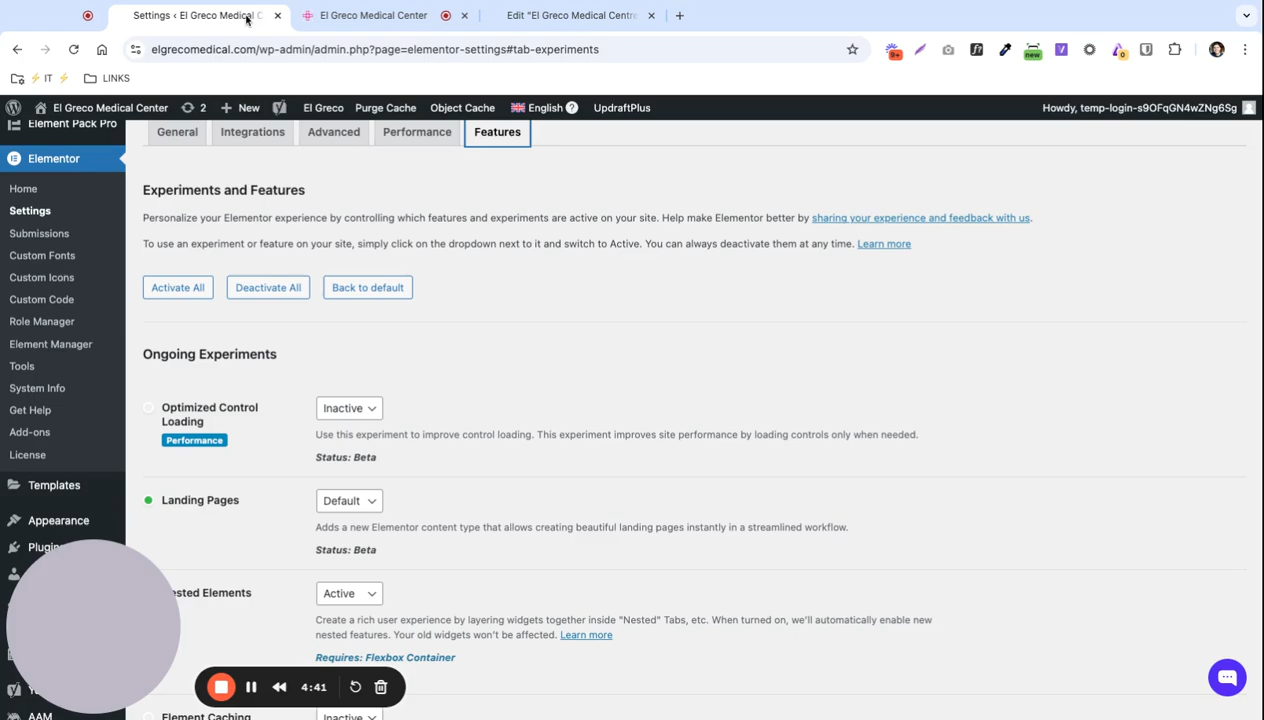 Settings ‹ El Greco Medical C
El Greco Medical Center
Edit "El Greco Medical Centre
elgrecomedical.com/wp-admin/admin.php?page=elementor-settings#tab-experiments
9+
new
0
⚡ IT ⚡
LINKS
El Greco Medical Center
2
New
El Greco
Purge Cache
Object Cache
English
UpdraftPlus
Howdy, temp-login-s9OFqGN4wZNg6Sg
Element Pack Pro
Elementor
Home
Settings
Submissions
Custom Fonts
Custom Icons
Custom Code
Role Manager
Element Manager
Tools
System Info
Get Help
Add-ons
License
Templates
Appearance
Plugin
AAM
General
Integrations
Advanced
Performance
Features
Experiments and Features
Personalize your Elementor experience by controlling which features and experiments are active on your site. Help make Elementor better by sharing your experience and feedback with us.
To use an experiment or feature on your site, simply click on the dropdown next to it and switch to Active. You can always deactivate them at any time. Learn more
Activate All
Deactivate All
Back to default
Ongoing Experiments
Optimized Control
Loading
Performance
Inactive
Use this experiment to improve control loading. This experiment improves site performance by loading controls only when needed.
Status: Beta
Landing Pages
Default
Adds a new Elementor content type that allows creating beautiful landing pages instantly in a streamlined workflow.
Status: Beta
ested Elements
Active
Create a rich user experience by layering widgets together inside "Nested" Tabs, etc. When turned on, we'll automatically enable new
nested features. Your old widgets won't be affected. Learn more
Requires: Flexbox Container
4:41
Element Caching
Inactive